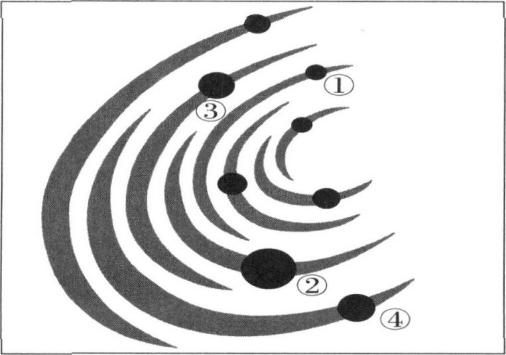 ①
③
②
④